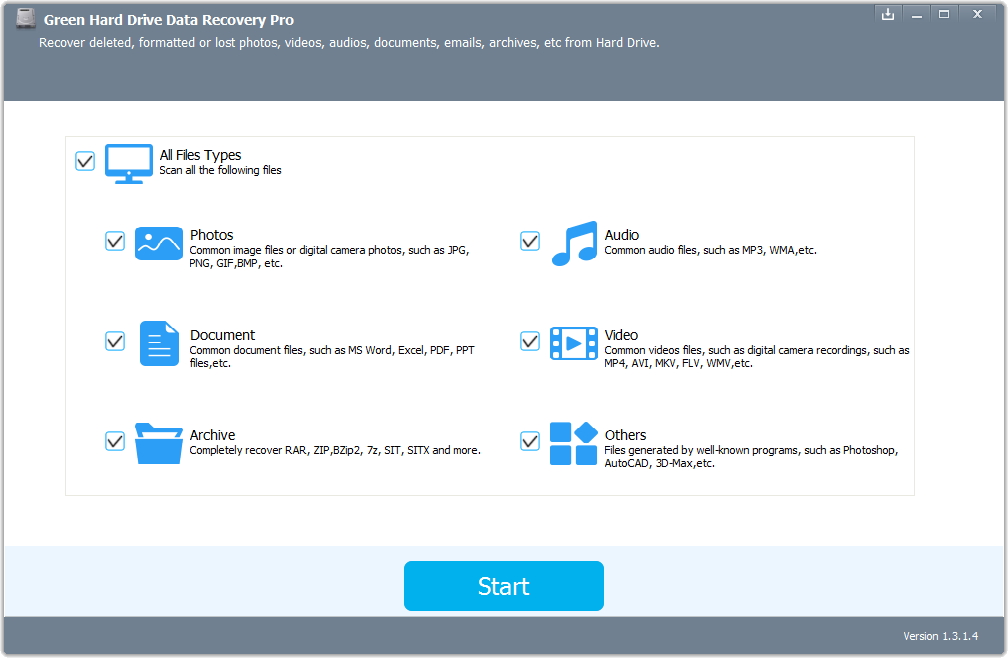 Green Hard Drive Data Recovery Pro
Recover deleted, formatted or lost photos, videos, audios, documents, emails, archives, etc from Hard Drive.
All Files Types
Scan all the following files
Photos
Common image files or digital camera photos, such as JPG,
PNG, GIF,BMP, etc.
Audio
Common audio files, such as MP3, WMA,etc.
Document
Common document files, such as MS Word, Excel, PDF, PPT
files,etc.
Video
Common videos files, such as digital camera recordings, such as
MP4, AVI, MKV, FLV, WMV,etc.
Archive
Completely recover RAR, ZIP,BZip2, 7z, SIT, SITX and more.
Others
Files generated by well-known programs, such as Photoshop,
AutoCAD, 3D-Max,etc.
Start
Version 1.3.1.4